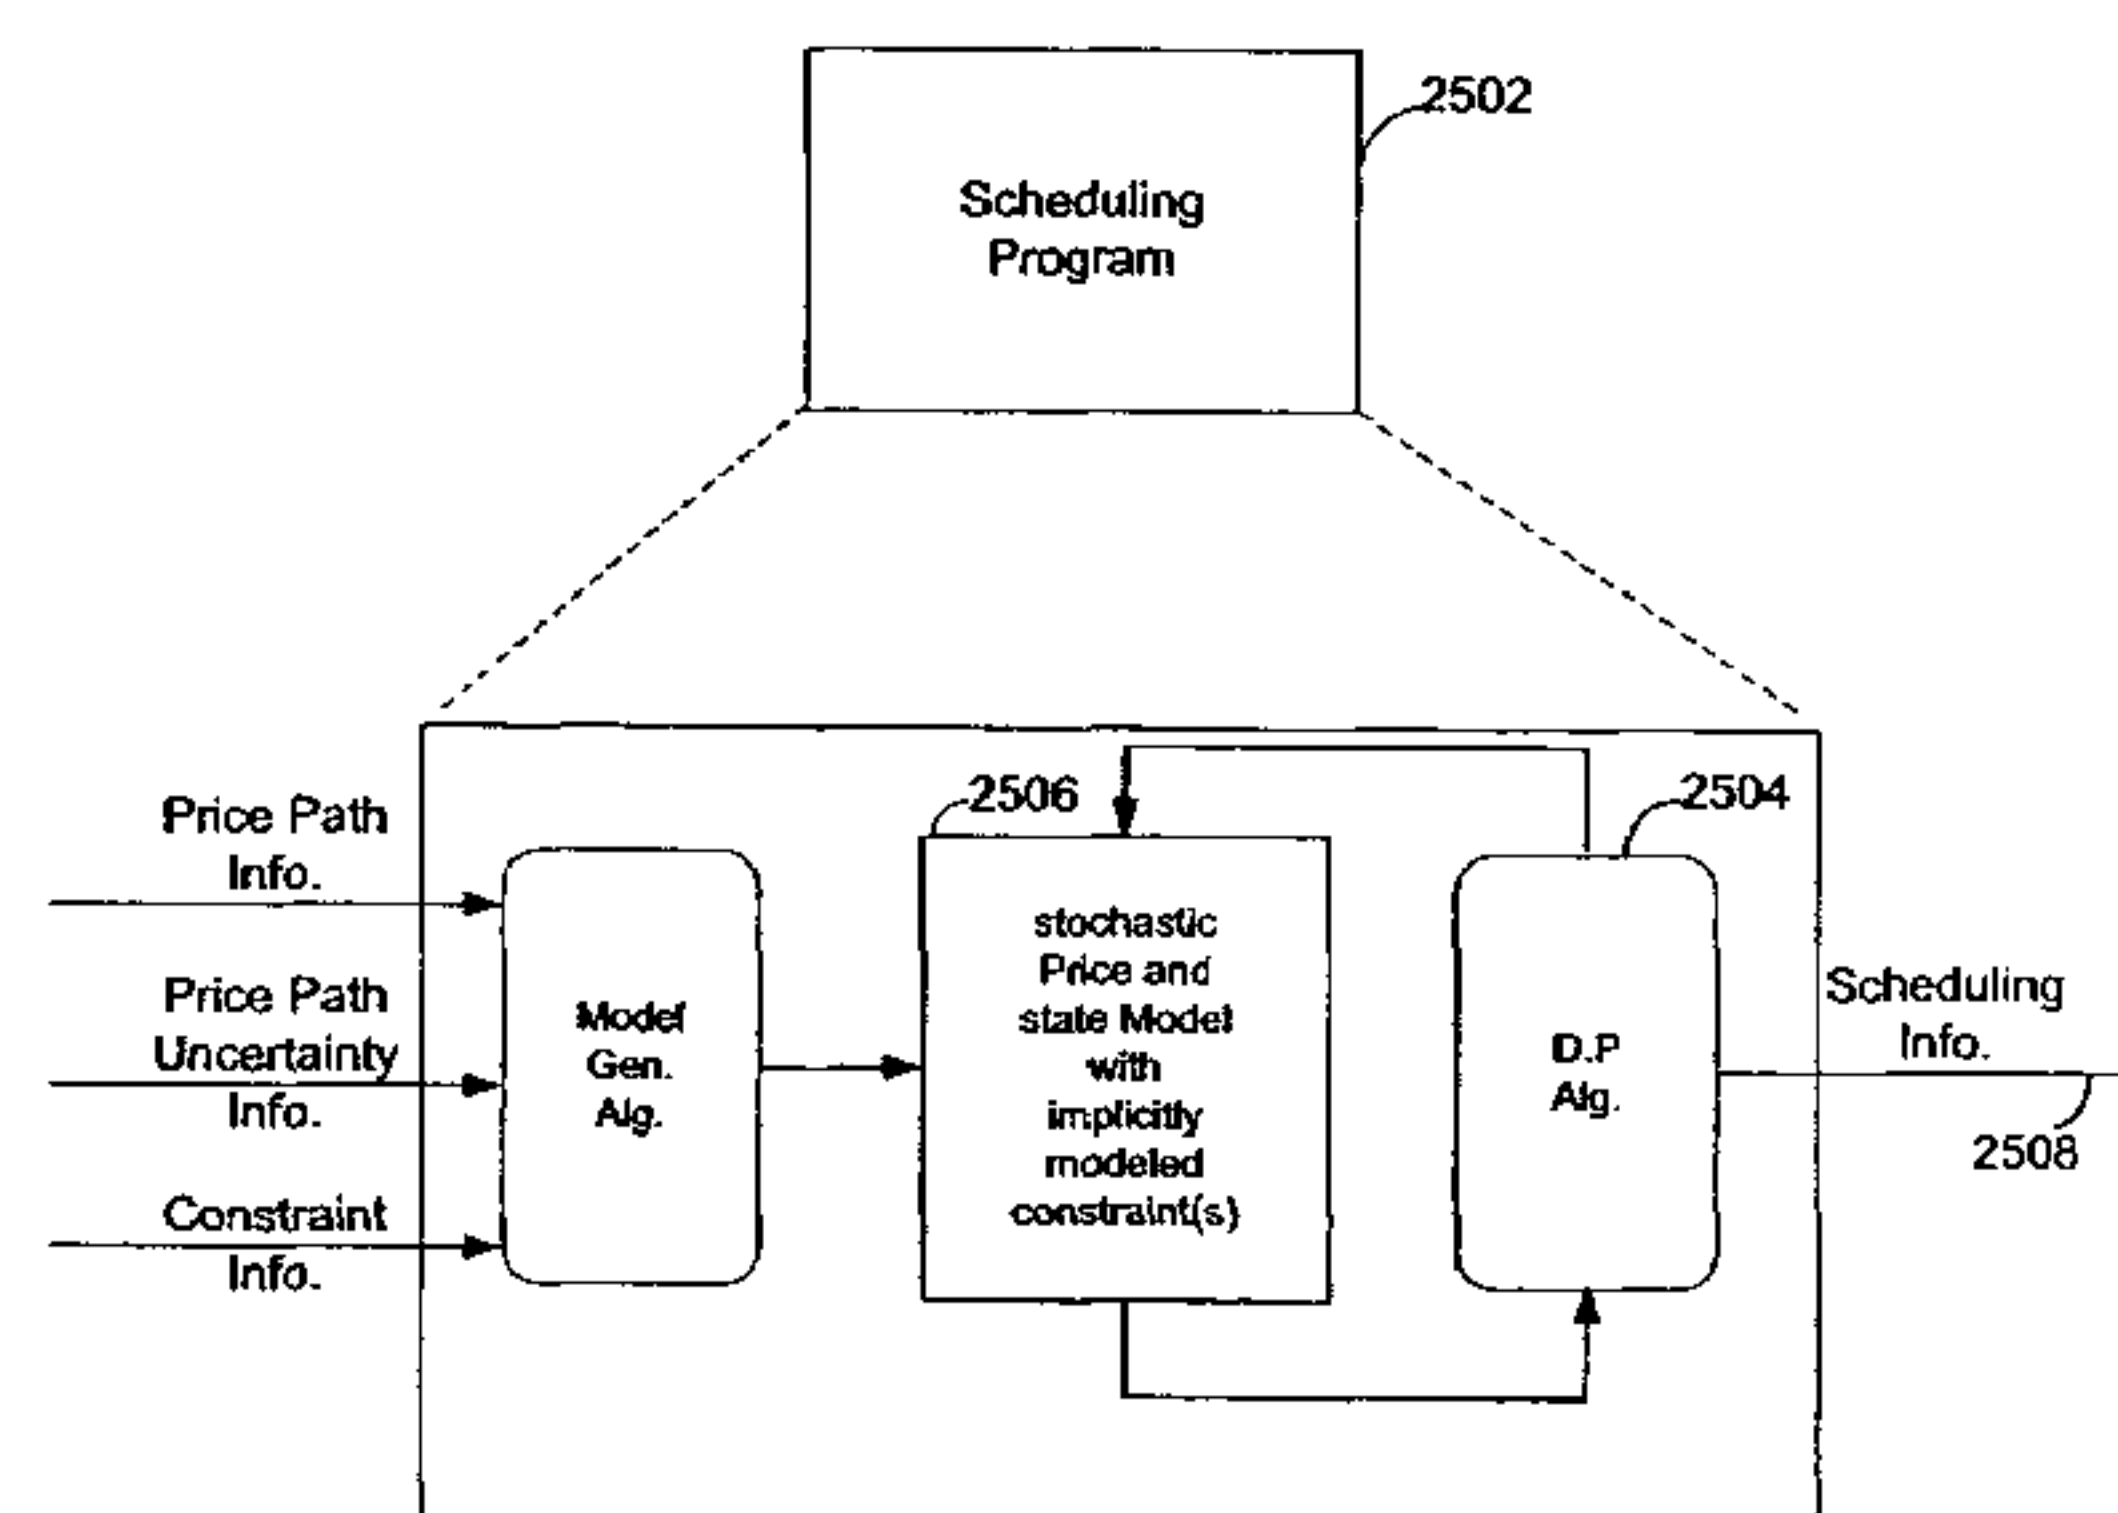 2502
Scheduling
Program
2506
2504
Price Path
Info.
Price Path
Uncertainty
Info.
Constraint
Info.
Model
Gen.
Alg.
stochastic
Price and
state Model
with
implicitly
modeled
constraint(s)
D.P
Alg.
Scheduling
Info.
2508